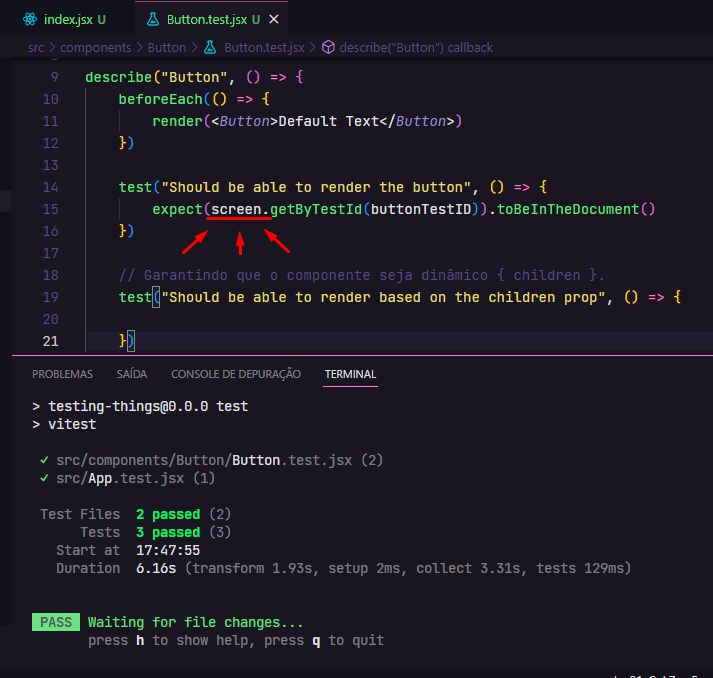 index.jsx U
Button.test.jsx U ×
src > components > Button > Button.test.jsx > describe("Button") callback
9 describe("Button", () => {
10 beforeEach(() => {
11 render(<Button>Default Text</Button>)
12 })
13
14 test("Should be able to render the button", () => {
15 expect(screen.getByTestId(buttonTestID)).toBeInTheDocument()
16 })
17
18 // Garantindo que o componente seja dinâmico { children }.
19 test("Should be able to render based on the children prop", () => {
20
21 })
PROBLEMAS SAÍDA CONSOLE DE DEPURAÇÃO TERMINAL
> testing-things@0.0.0 test
> vitest
✓ src/components/Button/Button.test.jsx (2)
✓ src/App.test.jsx (1)
Test Files 2 passed (2)
Tests 3 passed (3)
Start at 17:47:55
Duration 6.16s (transform 1.93s, setup 2ms, collect 3.31s, tests 129ms)
PASS Waiting for file changes...
press h to show help, press q to quit